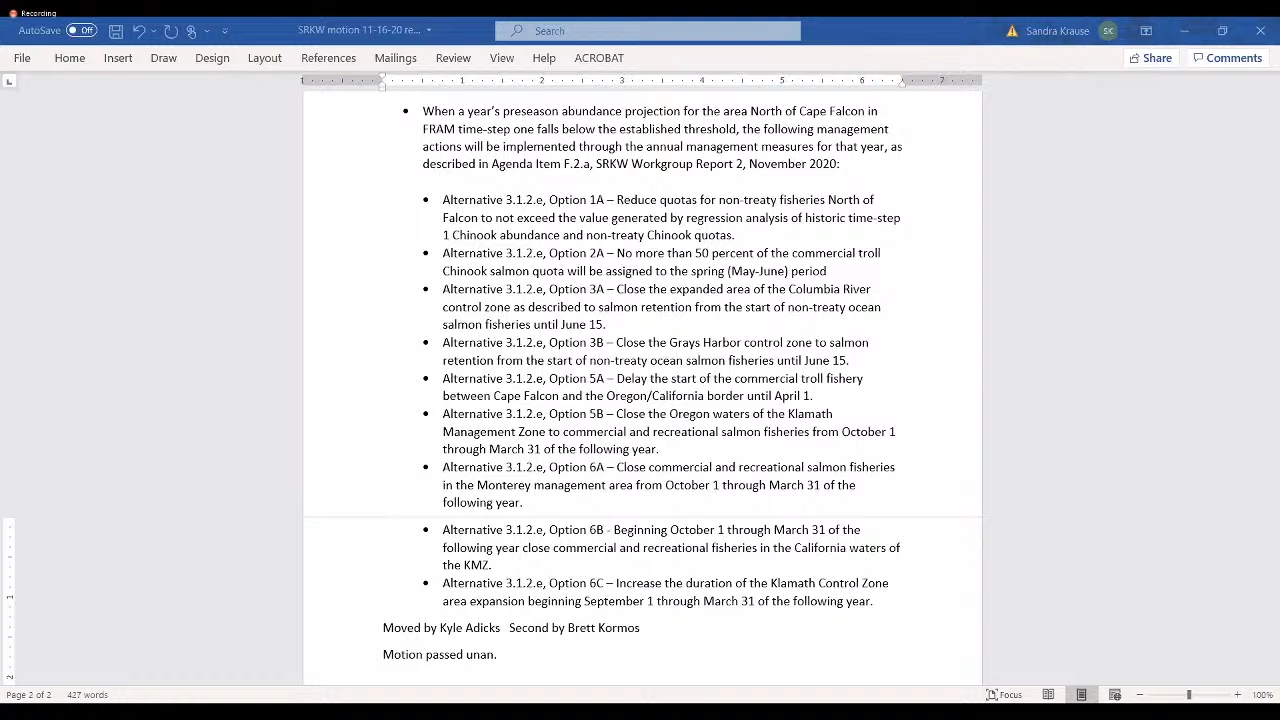 Recording
AutoSave Off SRKW motion 11-16-20 re... Search Sandra Krause SK
File Home Insert Draw Design Layout References Mailings Review View Help ACROBAT Share Comments
1 2 3 4 5 6 7
When a year's preseason abundance projection for the area North of Cape Falcon in
FRAM time-step one falls below the established threshold, the following management
actions will be implemented through the annual management measures for that year, as
described in Agenda Item F.2.a, SRKW Workgroup Report 2, November 2020:
Alternative 3.1.2.e, Option 1A – Reduce quotas for non-treaty fisheries North of
Falcon to not exceed the value generated by regression analysis of historic time-step
1 Chinook abundance and non-treaty Chinook quotas.
Alternative 3.1.2.e, Option 2A – No more than 50 percent of the commercial troll
Chinook salmon quota will be assigned to the spring (May-June) period
Alternative 3.1.2.e, Option 3A – Close the expanded area of the Columbia River
control zone as described to salmon retention from the start of non-treaty ocean
salmon fisheries until June 15.
Alternative 3.1.2.e, Option 3B – Close the Grays Harbor control zone to salmon
retention from the start of non-treaty ocean salmon fisheries until June 15.
Alternative 3.1.2.e, Option 5A – Delay the start of the commercial troll fishery
between Cape Falcon and the Oregon/California border until April 1.
Alternative 3.1.2.e, Option 5B – Close the Oregon waters of the Klamath
Management Zone to commercial and recreational salmon fisheries from October 1
through March 31 of the following year.
Alternative 3.1.2.e, Option 6A – Close commercial and recreational salmon fisheries
in the Monterey management area from October 1 through March 31 of the
following year.
Alternative 3.1.2.e, Option 6B - Beginning October 1 through March 31 of the
following year close commercial and recreational fisheries in the California waters of
the KMZ.
Alternative 3.1.2.e, Option 6C – Increase the duration of the Klamath Control Zone
area expansion beginning September 1 through March 31 of the following year.
Moved by Kyle Adicks Second by Brett Kormos
Motion passed unan.
1
2
Page 2 of 2 427 words Focus 100%